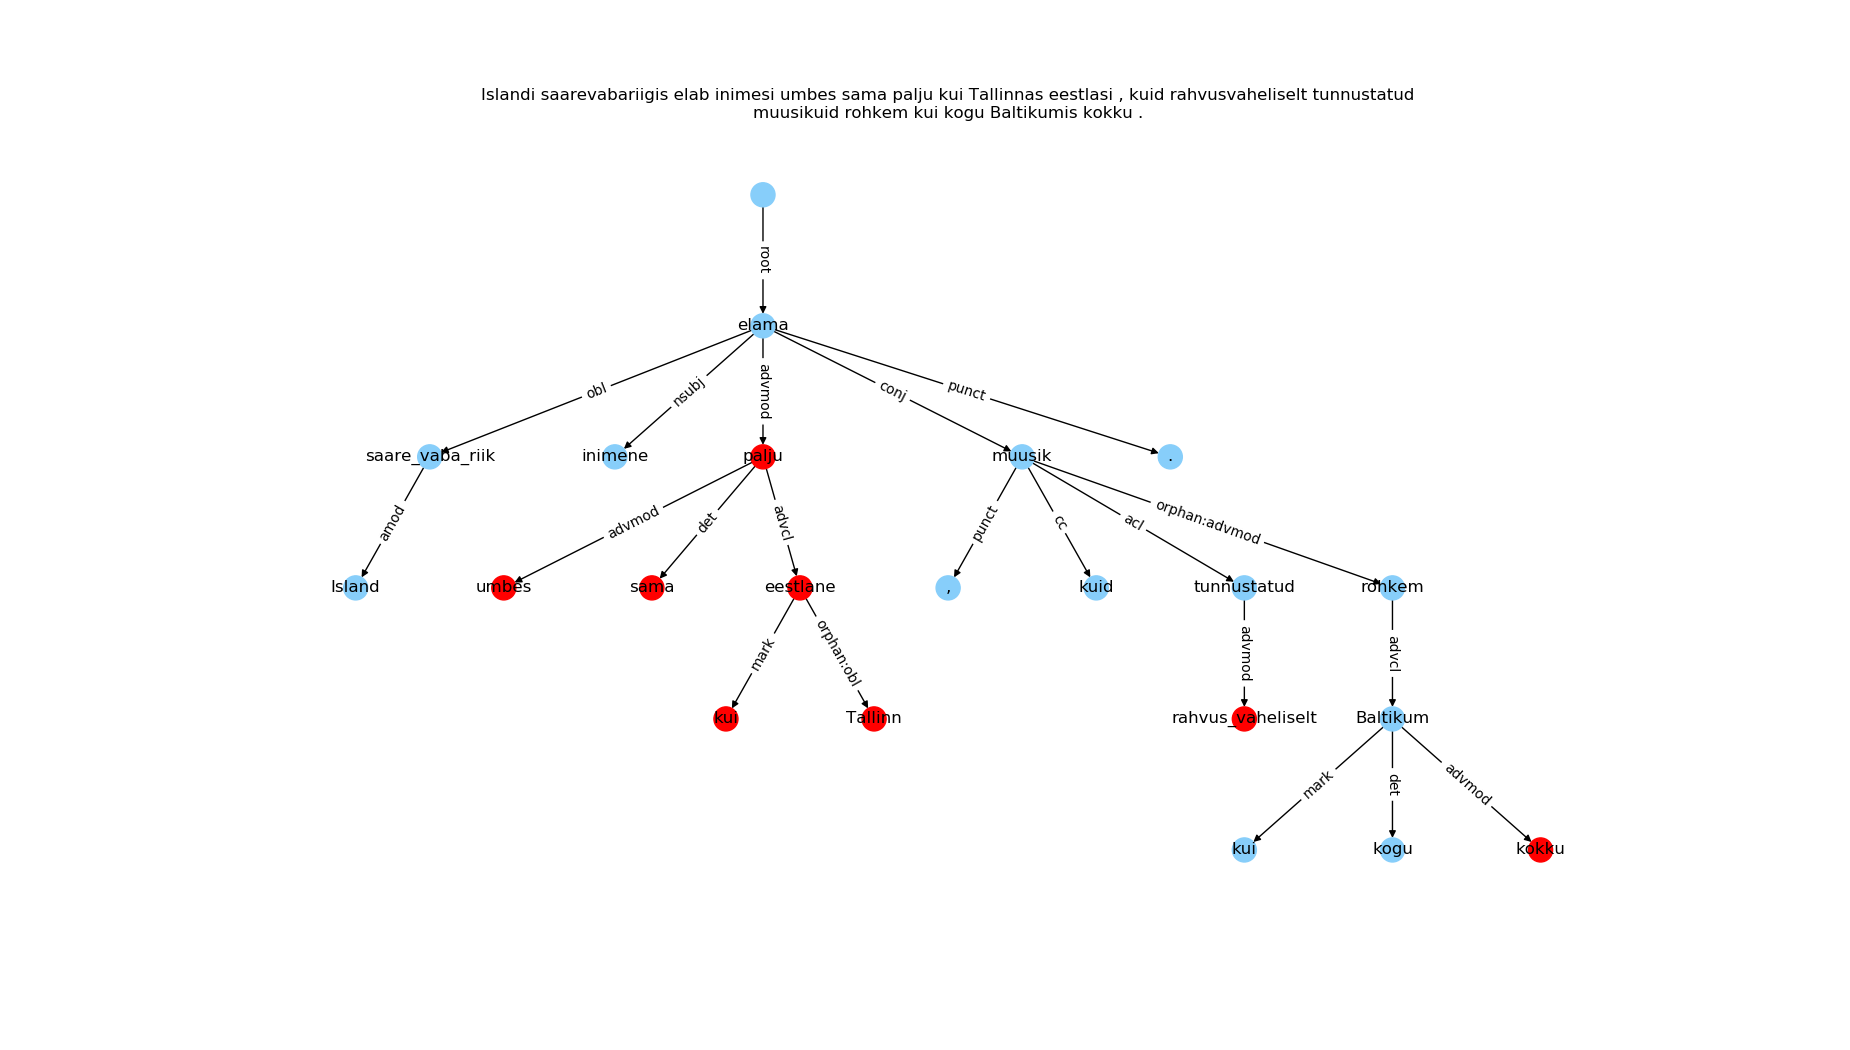 Islandi saarevabariigis elab inimesi umbes sama palju kui Tallinnas eestlasi , kuid rahvusvaheliselt tunnustatud
muusikuid rohkem kui kogu Baltikumis kokku .
root
elama
obl
nsubj
advmod
conj
punct
saare_vaba_riik
inimene
palju
muusik
.
amod
advmod
det
advcl
punct
cc
acl
orphan:advmod
Island
umbes
sama
eestlane
,
kuid
tunnustatud
rohkem
mark
orphan:obl
advmod
advcl
kui
Tallinn
rahvus_vaheliselt
Baltikum
mark
det
advmod
kui
kogu
kokku